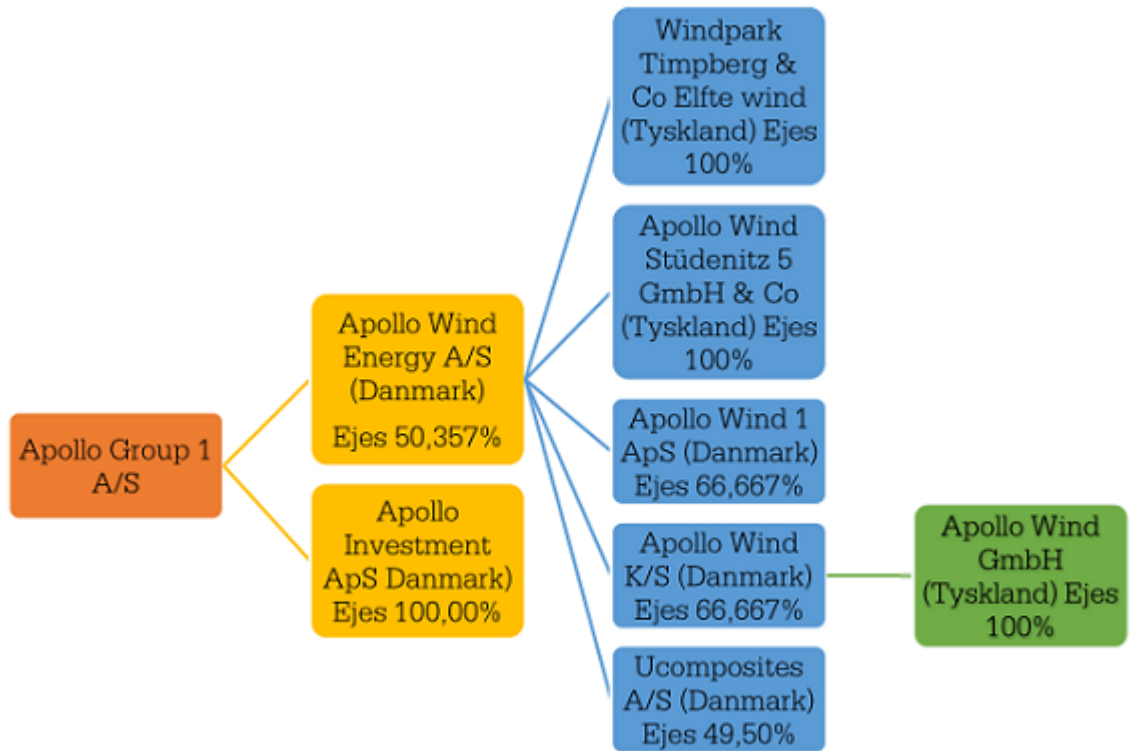 Apollo Group 1
A/S
Apollo Wind
Energy A/S
(Danmark)
Ejes 50,357%
Apollo
Investment
ApS Danmark)
Ejes 100,00%
Windpark
Timpberg &
Co Elfte wind
(Tyskland) Ejes
100%
Apollo Wind
Stüdenitz 5
GmbH & Co
(Tyskland) Ejes
100%
Apollo Wind 1
ApS (Danmark)
Ejes 66,667%
Apollo Wind
K/S (Danmark)
Ejes 66,667%
Ucomposites
A/S (Danmark)
Ejes 49,50%
Apollo Wind
GmbH
(Tyskland) Ejes
100%